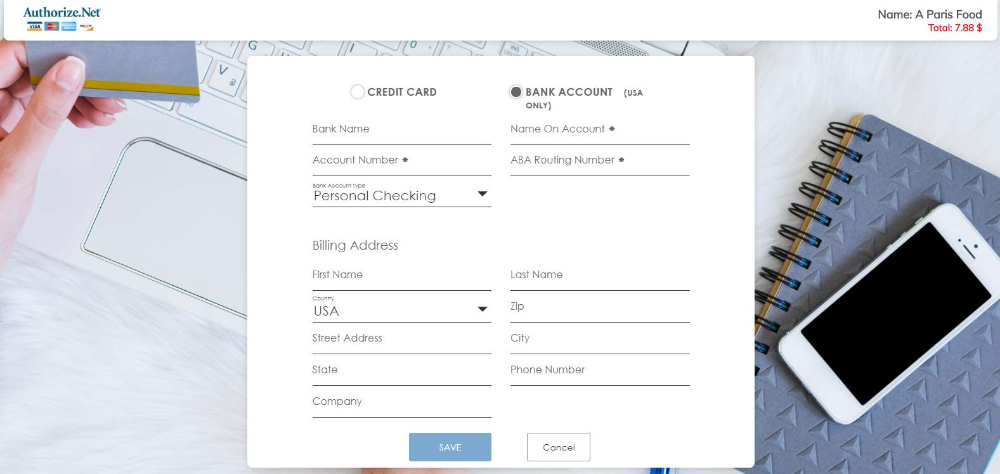 Authorize.Net
VISA
Name: A Paris Food
Total: 7.88 $
CREDIT CARD
BANK ACCOUNT (USA
ONLY)
Bank Name
Name On Account *
Account Number *
ABA Routing Number *
Bank Account Type
Personal Checking
Billing Address
First Name
Last Name
Country
USA
Zip
Street Address
City
State
Phone Number
Company
SAVE
Cancel